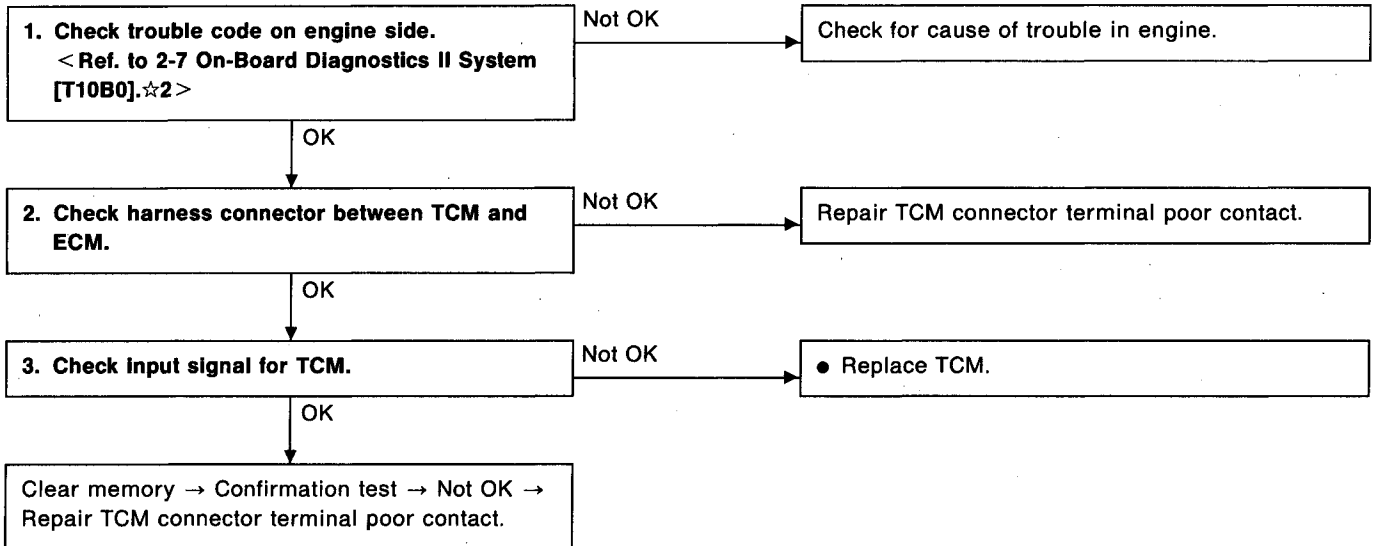 1. Check trouble code on engine side.
<Ref. to 2-7 On-Board Diagnostics II System
[T10B0].☆2>
Not OK
Check for cause of trouble in engine.
OK
2. Check harness connector between TCM and
ECM.
Not OK
Repair TCM connector terminal poor contact.
OK
3. Check input signal for TCM.
Not OK
● Replace TCM.
OK
Clear memory → Confirmation test → Not OK →
Repair TCM connector terminal poor contact.